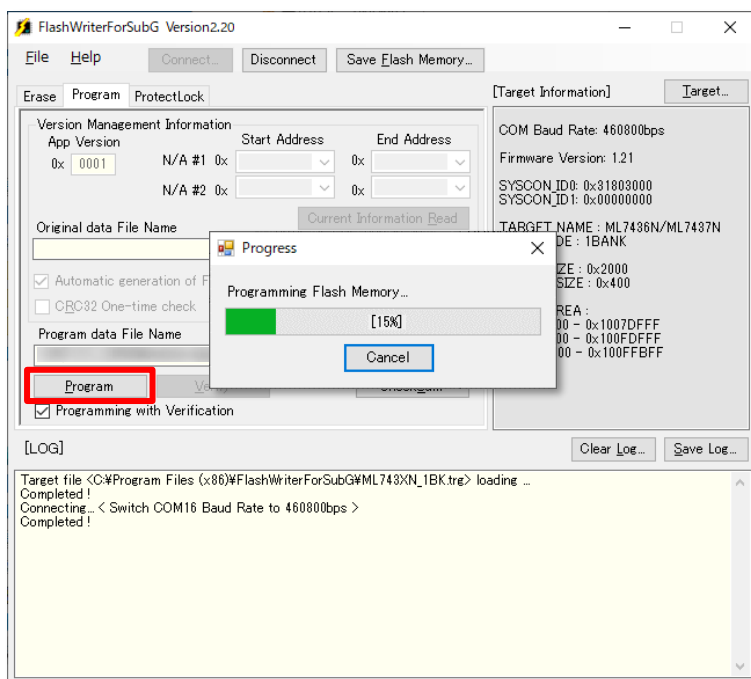 FlashWriterForSubG Version2.20
File Help Connect... Disconnect Save Flash Memory...
Erase Program ProtectLock
[Target Information] Target...
Version Management Information
App Version Start Address End Address
0x 0001 N/A #1 0x 0x
N/A #2 0x 0x
Current Information Read
Original data File Name
Automatic generation of F
CRC32 One-time check
Program data File Name
Program
Programming with Verification
COM Baud Rate: 460800bps
Firmware Version: 1.21
SYSCON_ID0: 0x31803000
SYSCON_ID1: 0x00000000
TARGET NAME : ML7436N/ML7437N
DE : 1BANK
ZE : 0x2000
SIZE : 0x400
REA :
00 - 0x1007DFFF
00 - 0x100FDFFF
00 - 0x100FFBFF
Progress
Programming Flash Memory...
[15%]
Cancel
[LOG] Clear Log... Save Log...
Target file <C:¥Program Files (x86)¥FlashWriterForSubG¥ML743XN_1BK.trg> loading ...
Completed !
Connecting... < Switch COM16 Baud Rate to 460800bps >
Completed !